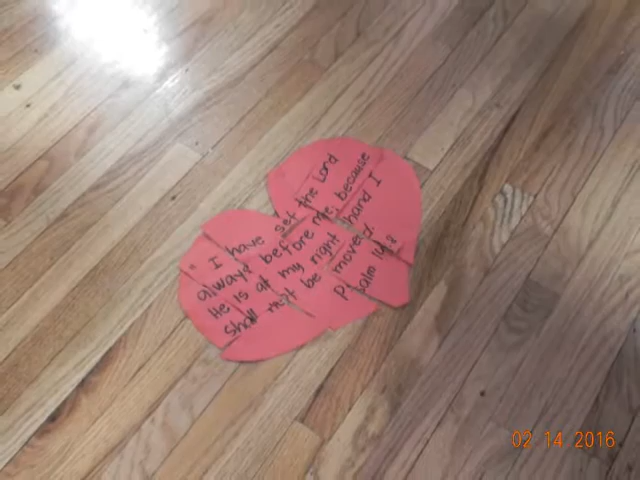 " I have set the Lord
always before me, because
He is at my right hand I
shall not be moved".
Psalm 16:8
02 14 2016